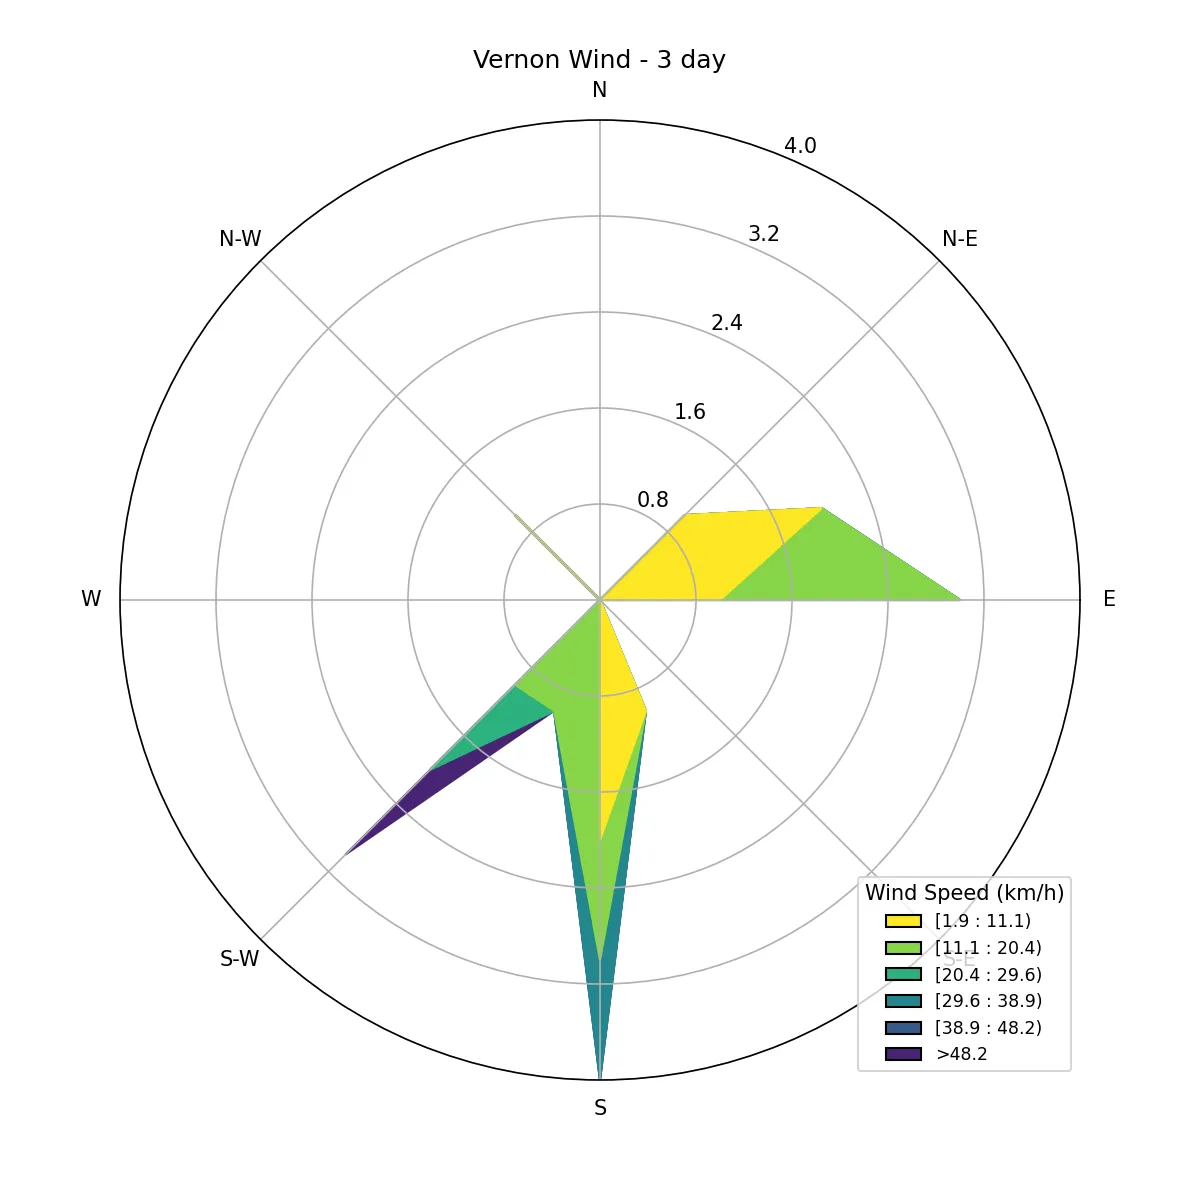 Vernon Wind - 3 day
N
4.0
N-W
3.2
N-E
2.4
1.6
0.8
W
E
S-W
S-E
S
Wind Speed (km/h)
[1.9 : 11.1)
[11.1 : 20.4)
[20.4 : 29.6)
[29.6 : 38.9)
[38.9 : 48.2)
>48.2